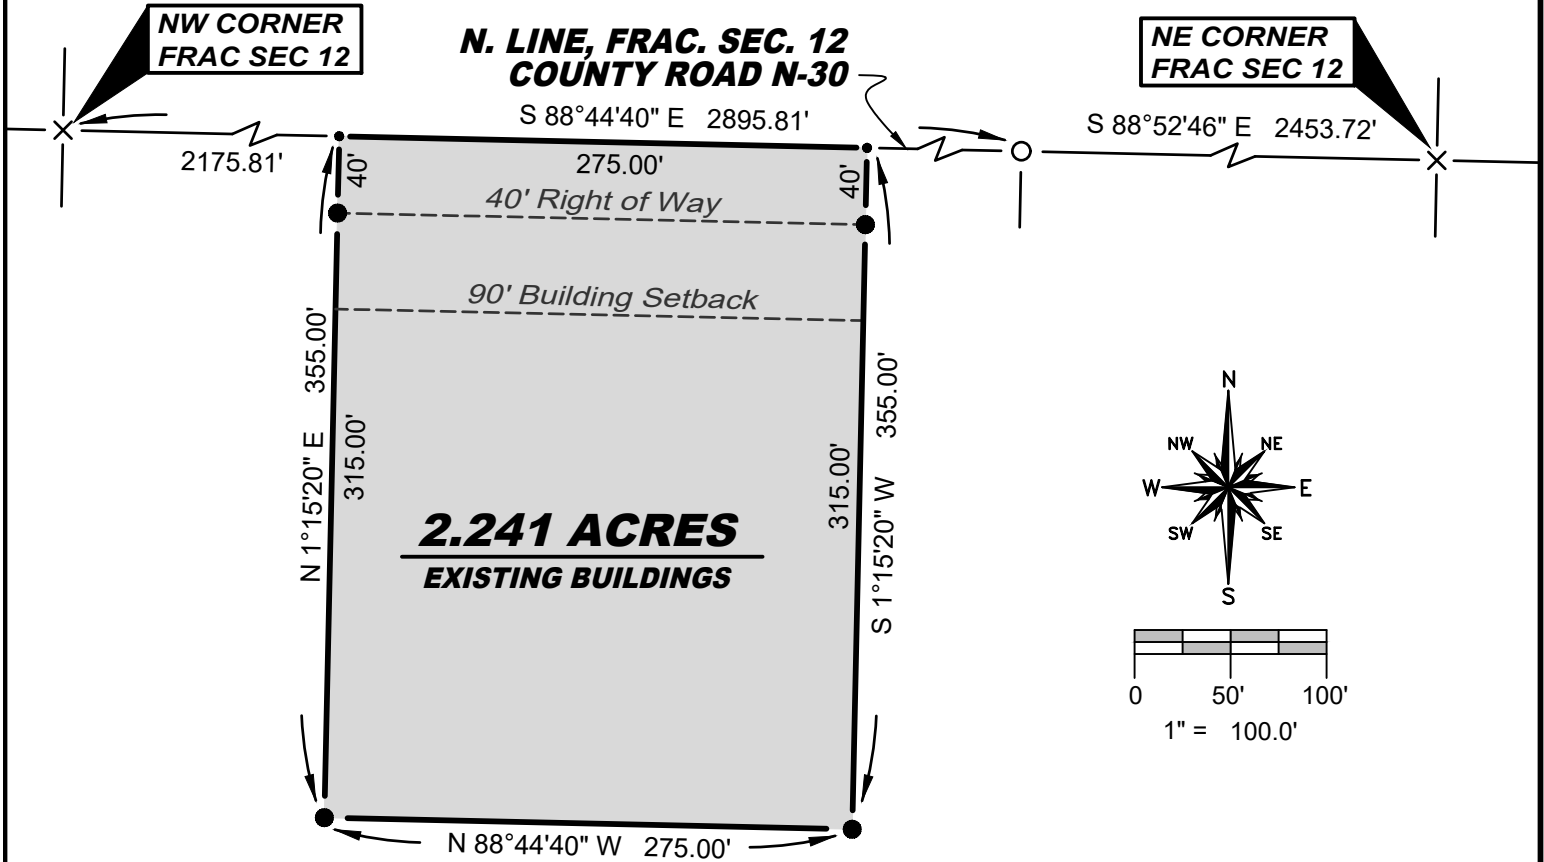 NW CORNER
FRAC SEC 12
N. LINE, FRAC. SEC. 12
COUNTY ROAD N-30
NE CORNER
FRAC SEC 12
S 88°44'40" E 2895.81'
S 88°52'46" E 2453.72'
2175.81'
40'
275.00'
40'
40' Right of Way
90' Building Setback
N 1°15'20" E 355.00'
315.00'
315.00'
S 1°15'20" W 355.00'
2.241 ACRES
EXISTING BUILDINGS
N
NW
NE
W
E
SW
SE
S
0 50' 100'
1" = 100.0'
N 88°44'40" W 275.00'